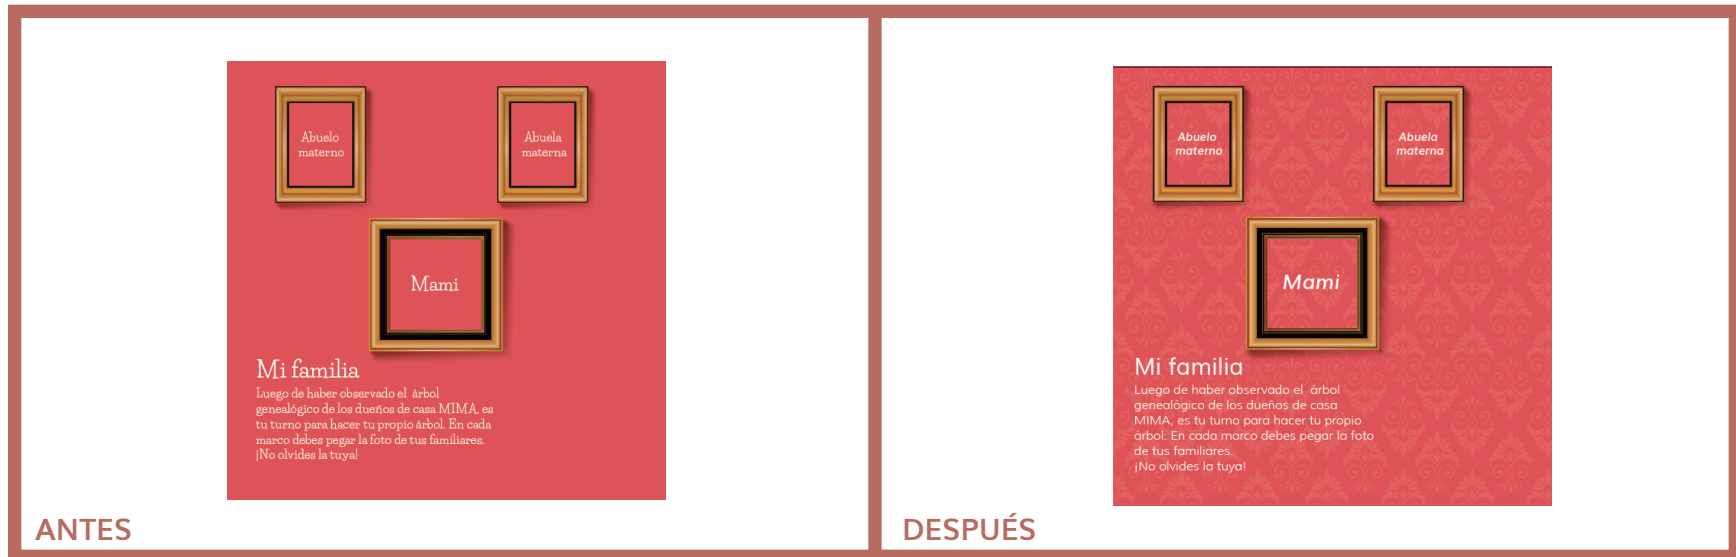 Abuelo
materno
Abuela
materna
Mami
Mi familia
Luego de haber observado el árbol
genealógico de los dueños de casa MIMA, es
tu turno para hacer tu propio árbol. En cada
marco debes pegar la foto de tus familiares.
¡No olvides la tuya!
ANTES
Abuelo
materno
Abuela
materna
Mami
Mi familia
Luego de haber observado el árbol
genealógico de los dueños de casa
MIMA, es tu turno para hacer tu propio
árbol. En cada marco debes pegar la foto
de tus familiares.
¡No olvides la tuya!
DESPUÉS